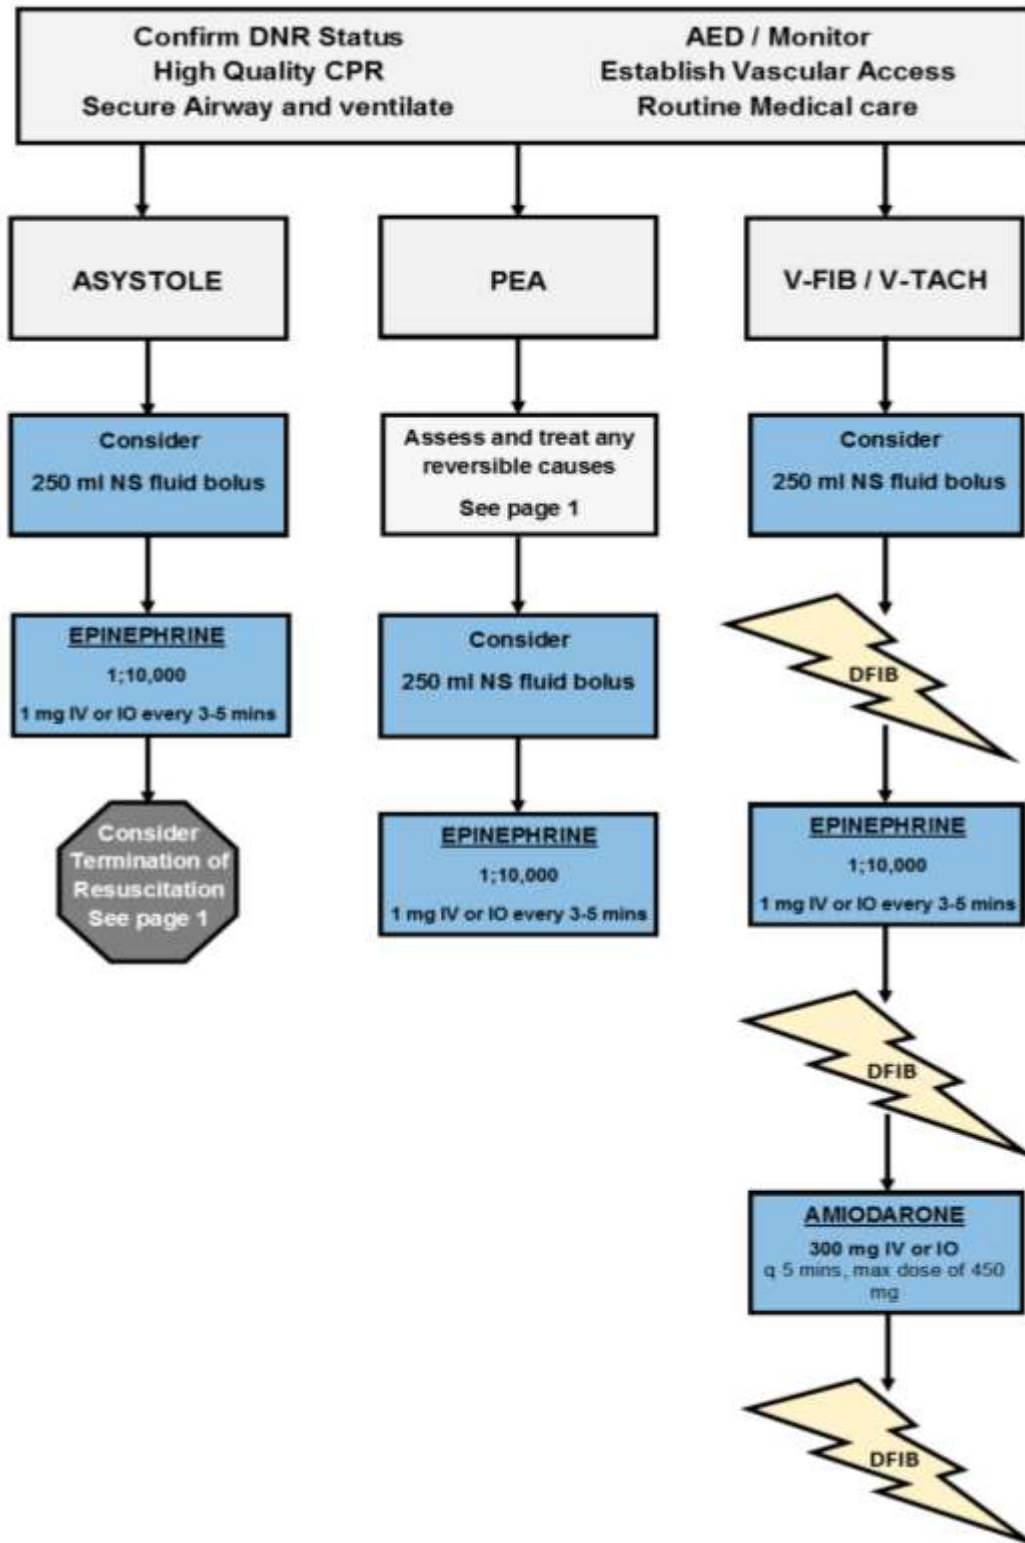 Confirm DNR Status
High Quality CPR
Secure Airway and ventilate
AED / Monitor
Establish Vascular Access
Routine Medical care
ASYSTOLE
Consider
250 ml NS fluid bolus
EPINEPHRINE
1;10,000
1 mg IV or IO every 3-5 mins
Consider
Termination of
Resuscitation
See page 1
PEA
Assess and treat any
reversible causes
See page 1
Consider
250 ml NS fluid bolus
EPINEPHRINE
1;10,000
1 mg IV or IO every 3-5 mins
V-FIB / V-TACH
Consider
250 ml NS fluid bolus
DFIB
EPINEPHRINE
1;10,000
1 mg IV or IO every 3-5 mins
DFIB
AMIODARONE
300 mg IV or IO
q 5 mins, max dose of 450
mg
DFIB